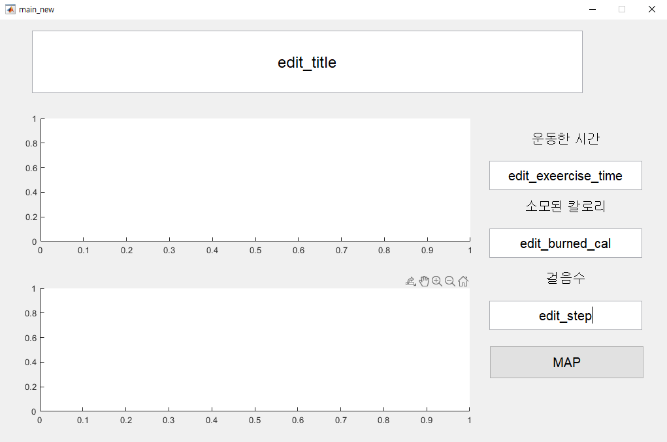 main_new
edit_title
1
0.8
0.6
0.4
0.2
0
0 0.1 0.2 0.3 0.4 0.5 0.6 0.7 0.8 0.9 1
운동한 시간
edit_exeercise_time
소모된 칼로리
edit_burned_cal
걸음수
edit_step
MAP
1
0.8
0.6
0.4
0.2
0
0 0.1 0.2 0.3 0.4 0.5 0.6 0.7 0.8 0.9 1